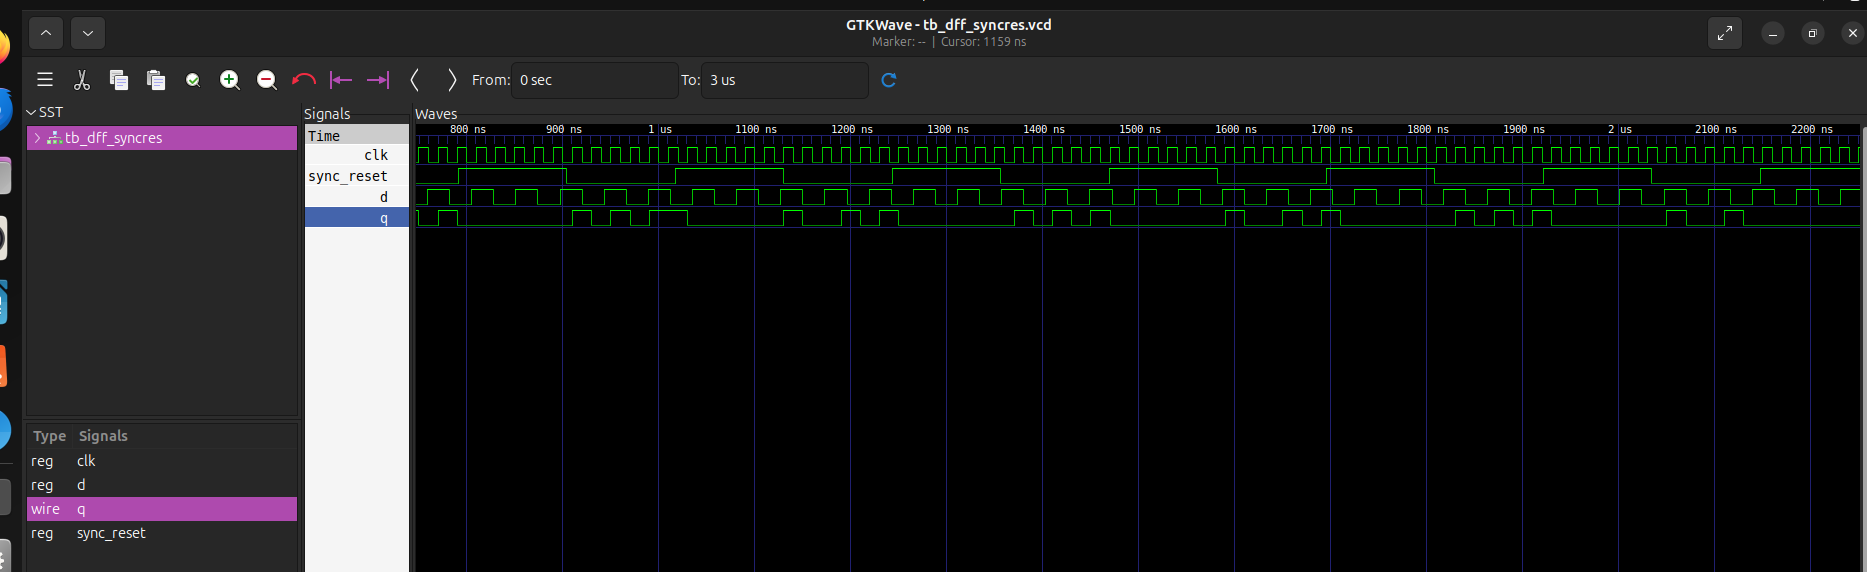 GTKWave - tb_dff_syncres.vcd
Marker: -- | Cursor: 1159 ns
From: 0 sec To: 3 us
SST
tb_dff_syncres
Type Signals
reg clk
reg d
wire q
reg sync_reset
Signals
Time
clk
sync_reset
d
q
Waves
800 ns 900 ns 1 us 1100 ns 1200 ns 1300 ns 1400 ns 1500 ns 1600 ns 1700 ns 1800 ns 1900 ns 2 us 2100 ns 2200 ns